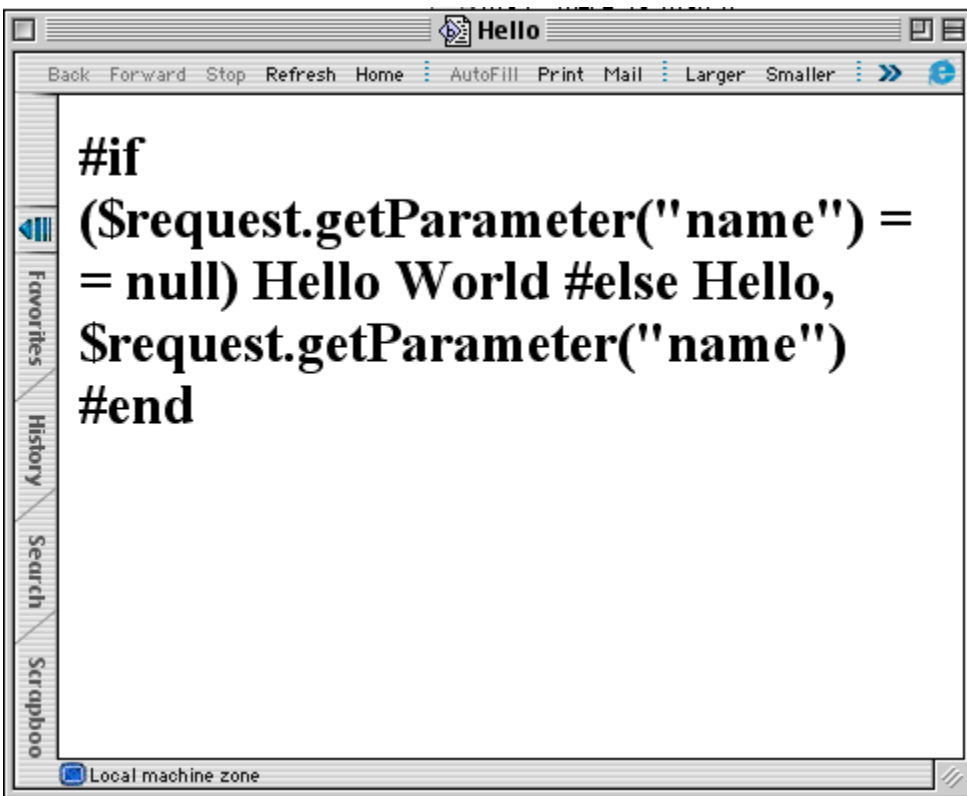 Hello
Back Forward Stop Refresh Home AutoFill Print Mail Larger Smaller »
#if
($request.getParameter("name") =
= null) Hello World #else Hello,
$request.getParameter("name")
#end
Favorites
History
Search
Scrapboo
Local machine zone